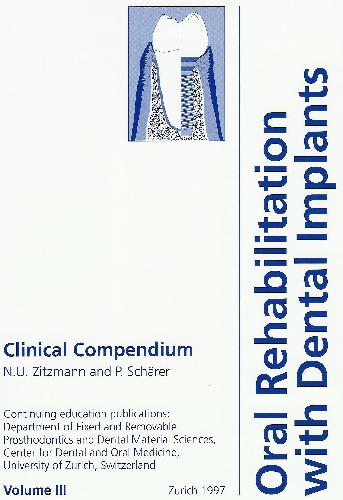 Oral Rehabilitation
with Dental Implants
Clinical Compendium
N.U. Zitzmann and P. Schärer
Continuing education publications:
Department of Fixed and Removable
Prosthodontics and Dental Material Sciences,
Center for Dental and Oral Medicine,
University of Zurich, Switzerland
Volume III
Zurich 1997